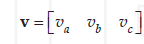 v = [v_a v_b v_c]